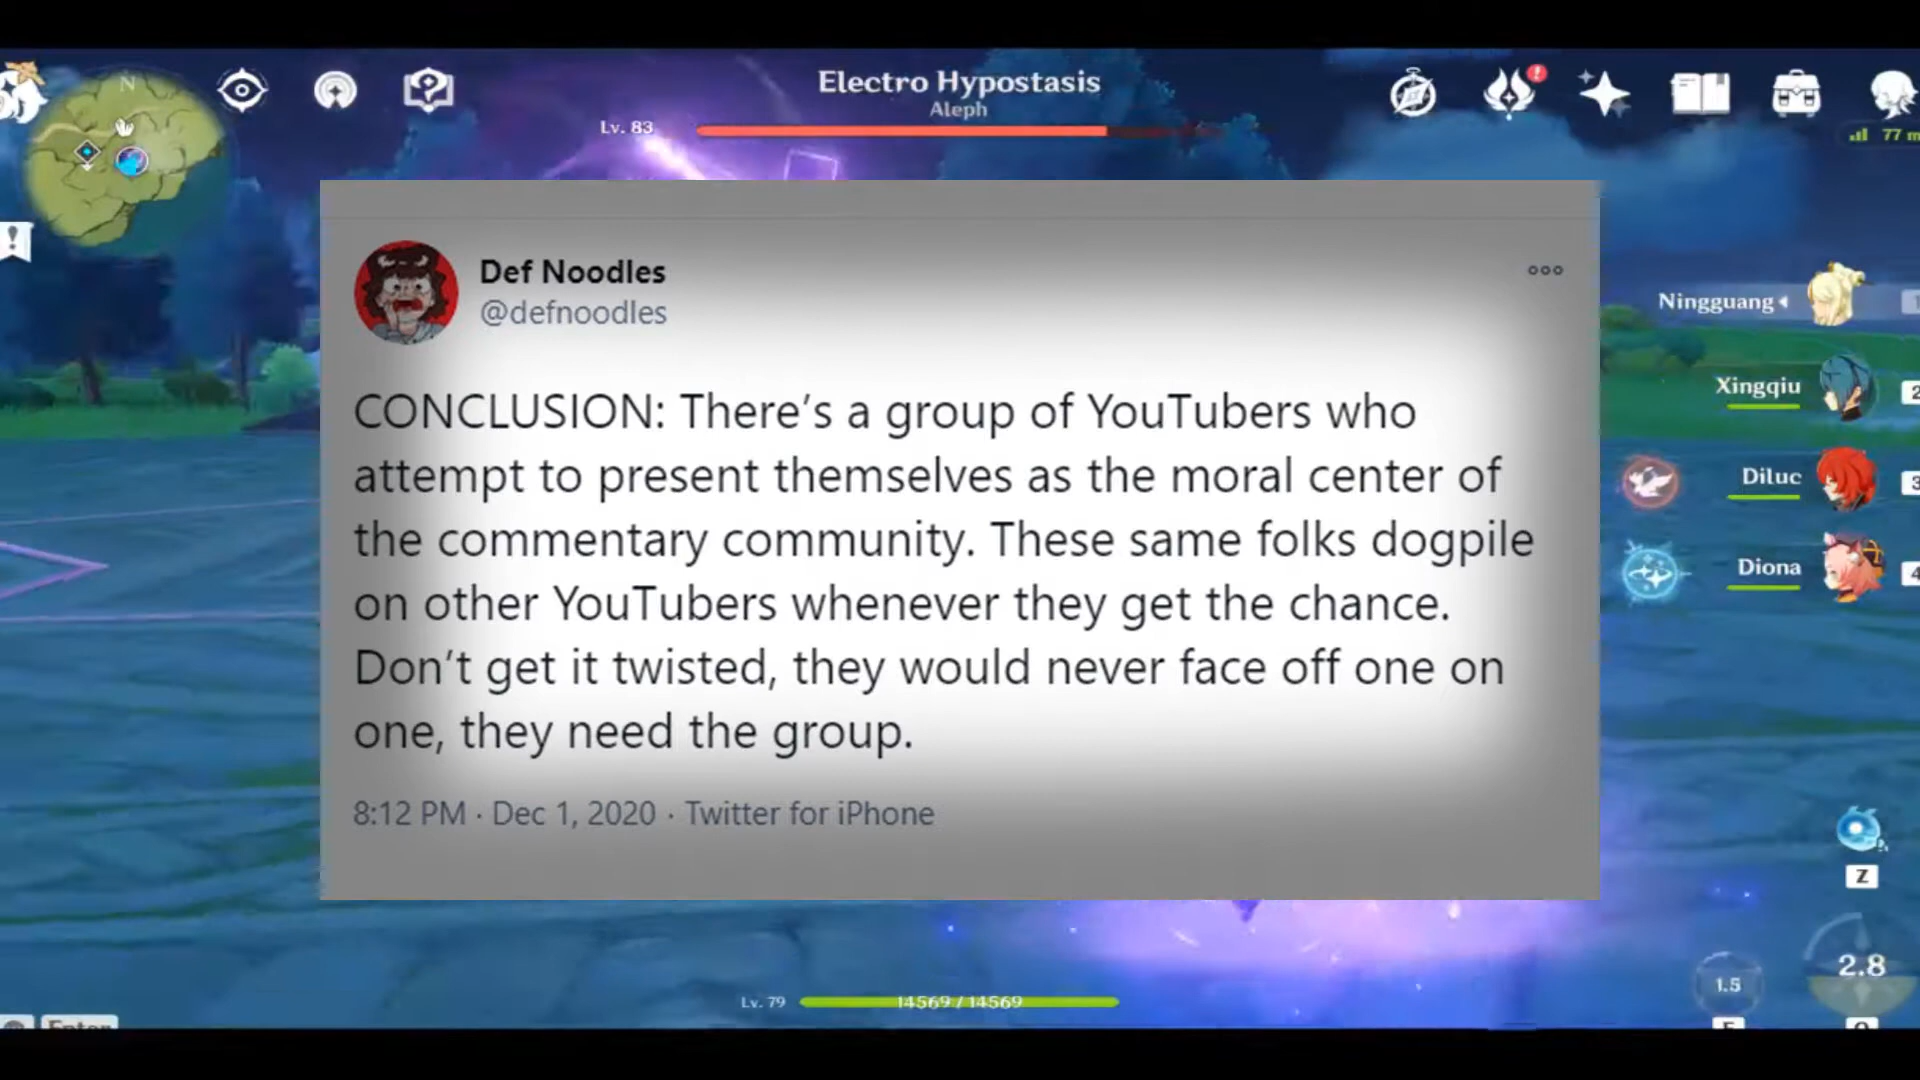 N
Electro Hypostasis
Aleph
Lv. 83
77 m
Def Noodles
@defnoodles
CONCLUSION: There's a group of YouTubers who
attempt to present themselves as the moral center of
the commentary community. These same folks dogpile
on other YouTubers whenever they get the chance.
Don't get it twisted, they would never face off one on
one, they need the group.
8:12 PM · Dec 1, 2020 · Twitter for iPhone
Ningguang
1
Xingqiu
2
Diluc
3
Diona
4
Z
1.5
2.8
Lv. 79
14569 / 14569
Enter
E
Q